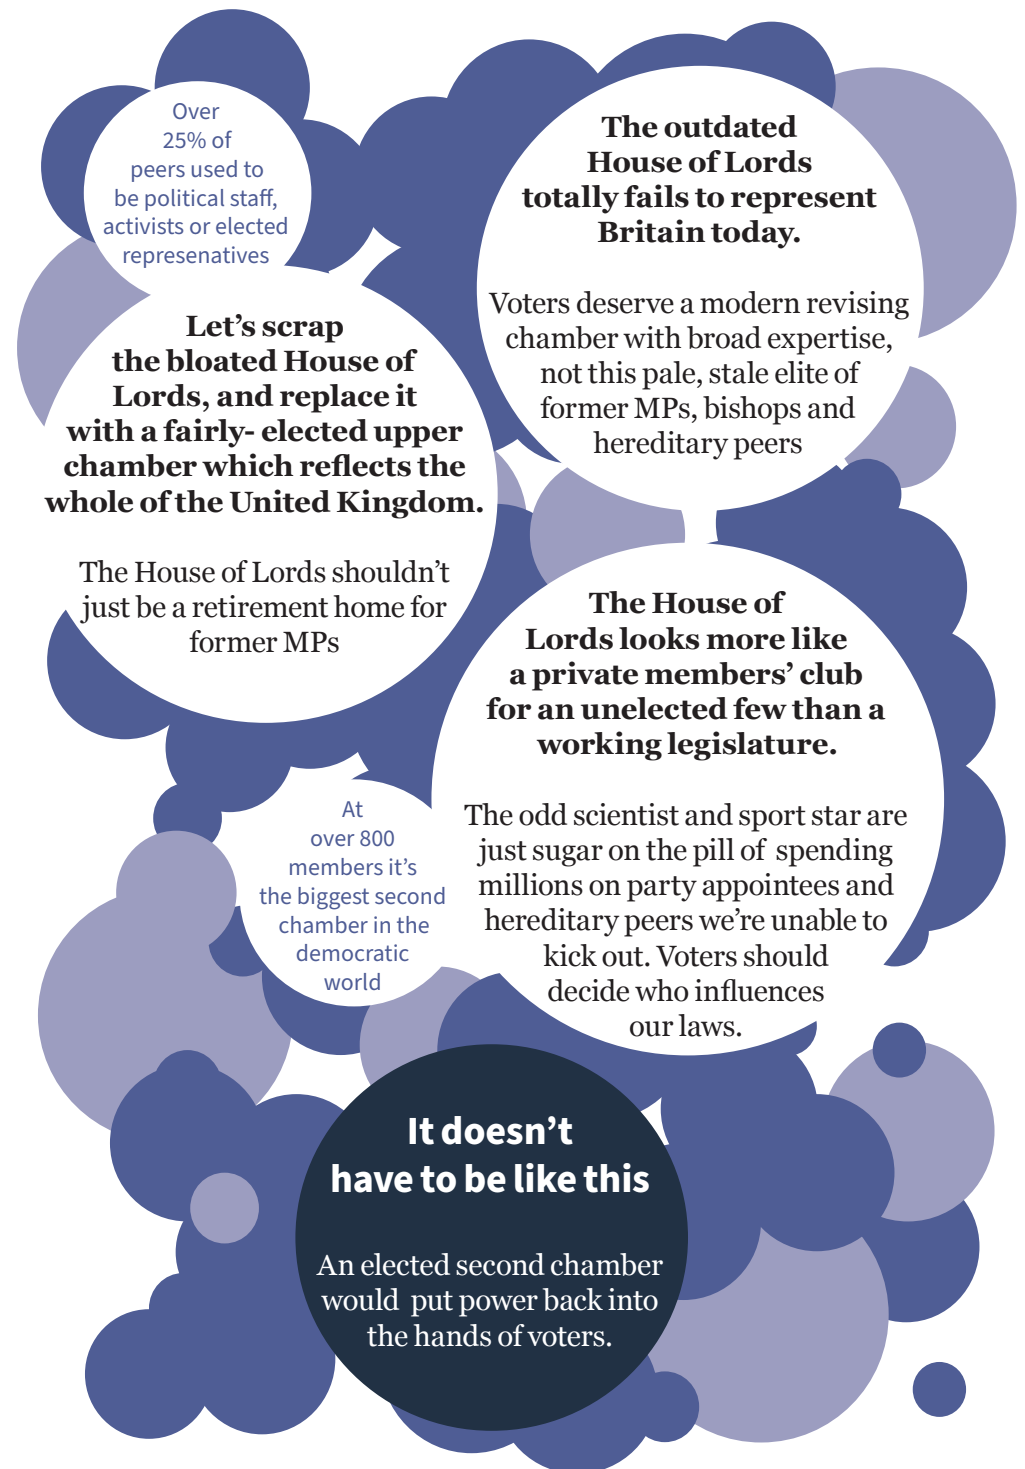 Over
25% of
peers used to
be political staff,
activists or elected
represenatives
Let’s scrap
the bloated House of
Lords, and replace it
with a fairly- elected upper
chamber which reflects the
whole of the United Kingdom.
The House of Lords shouldn’t
just be a retirement home for
former MPs
The outdated
House of Lords
totally fails to represent
Britain today.
Voters deserve a modern revising
chamber with broad expertise,
not this pale, stale elite of
former MPs, bishops and
hereditary peers
The House of
Lords looks more like
a private members’ club
for an unelected few than a
working legislature.
The odd scientist and sport star are
just sugar on the pill of spending
millions on party appointees and
hereditary peers we’re unable to
kick out. Voters should
decide who influences
our laws.
At
over 800
members it’s
the biggest second
chamber in the
democratic
world
It doesn’t
have to be like this
An elected second chamber
would put power back into
the hands of voters.